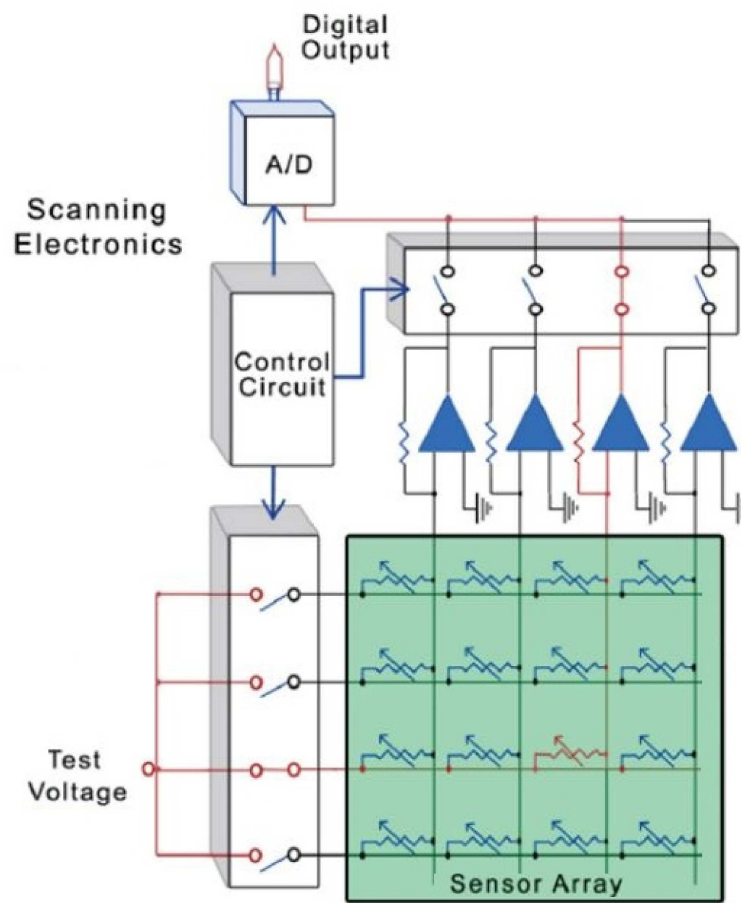 Digital
Output
A/D
Scanning
Electronics
Control
Circuit
Test
Voltage
Sensor Array